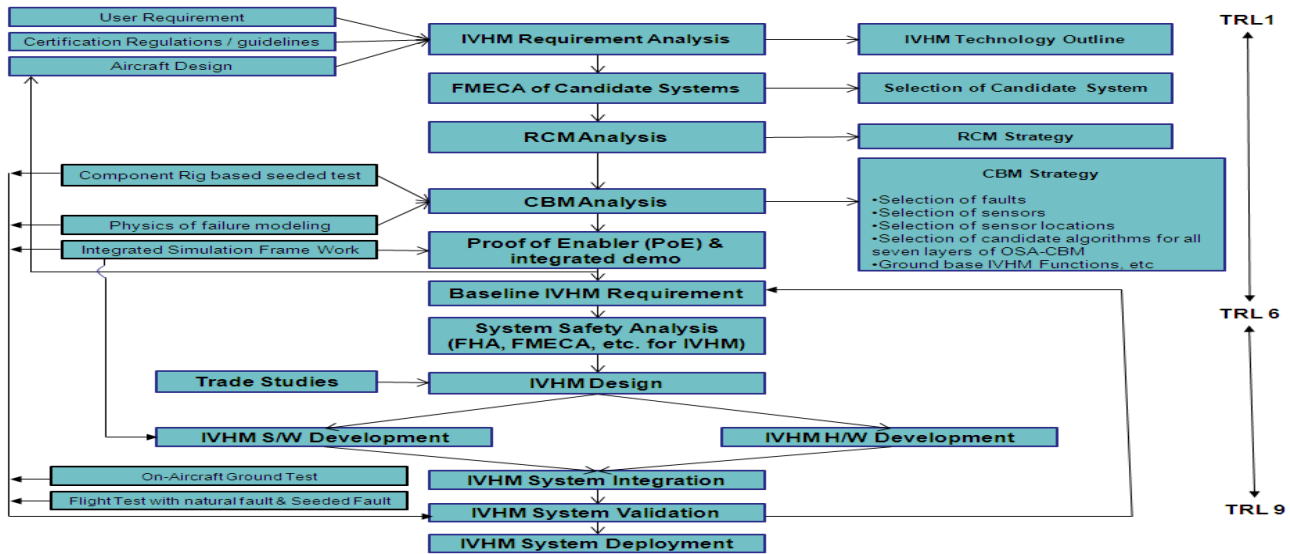 User Requirement
TRL1
IVHM Requirement Analysis
IVHM Technology Outline
Certification Regulations / guidelines
Aircraft Design
FMECA of Candidate Systems
Selection of Candidate System
RCM Analysis
RCM Strategy
Component Rig based seeded test
CBM Strategy
•Selection of faults
•Selection of sensors
•Selection of sensor locations
•Selection of candidate algorithms for all
seven layers of OSA-CBM
•Ground base IVHM Functions, etc
CBM Analysis
Physics of failure modeling
Integrated Simulation Frame Work
Proof of Enabler (PoE) &
integrated demo
Baseline IVHM Requirement
TRL 6
System Safety Analysis
(FHA, FMECA, etc. for IVHM)
Trade Studies
IVHM Design
IVHM S/W Development
IVHM H/W Development
On-Aircraft Ground Test
IVHM System Integration
Flight Test with natural fault & Seeded Fault
IVHM System Validation
TRL 9
IVHM System Deployment